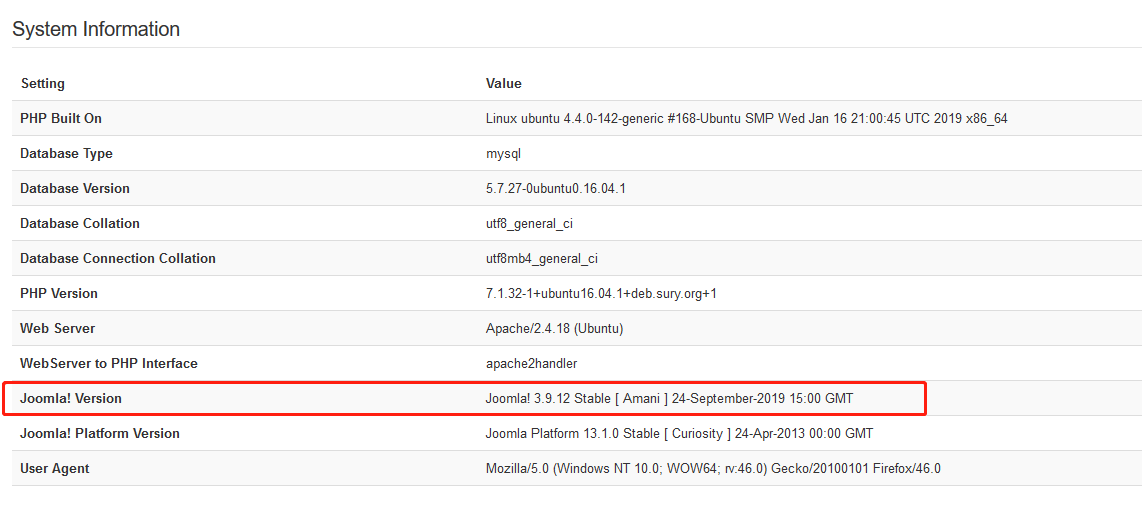 System Information
Setting Value
PHP Built On Linux ubuntu 4.4.0-142-generic #168-Ubuntu SMP Wed Jan 16 21:00:45 UTC 2019 x86_64
Database Type mysql
Database Version 5.7.27-0ubuntu0.16.04.1
Database Collation utf8_general_ci
Database Connection Collation utf8mb4_general_ci
PHP Version 7.1.32-1+ubuntu16.04.1+deb.sury.org+1
Web Server Apache/2.4.18 (Ubuntu)
WebServer to PHP Interface apache2handler
Joomla! Version Joomla! 3.9.12 Stable [ Amani ] 24-September-2019 15:00 GMT
Joomla! Platform Version Joomla Platform 13.1.0 Stable [ Curiosity ] 24-Apr-2013 00:00 GMT
User Agent Mozilla/5.0 (Windows NT 10.0; WOW64; rv:46.0) Gecko/20100101 Firefox/46.0